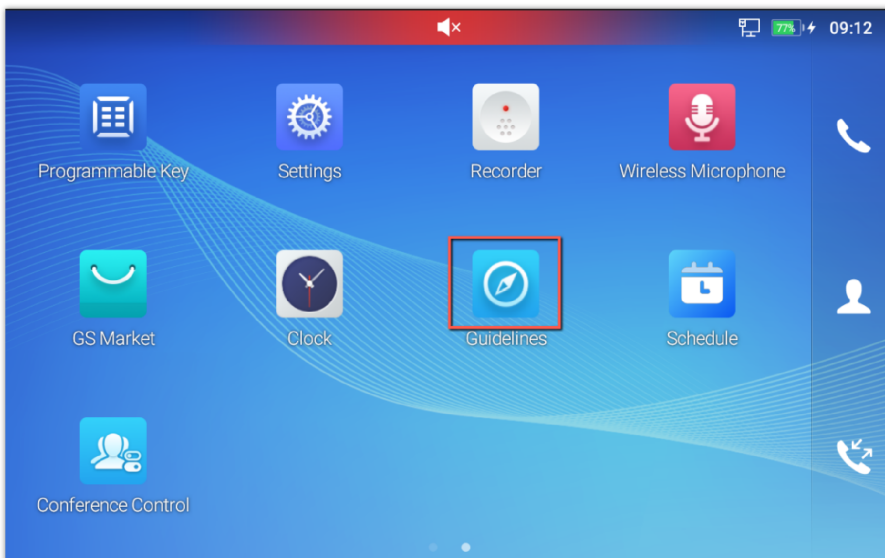 77% 09:12
Programmable Key Settings Recorder Wireless Microphone
GS Market Clock Guidelines Schedule
Conference Control